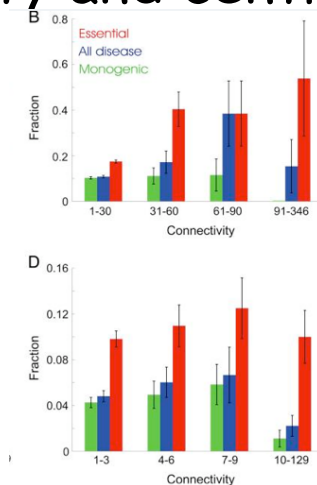 B
0.8
Essential
All disease
Monogenic
0.6
0.4
0.2
0
Fraction
1-30 31-60 61-90 91-346
Connectivity
D
0.16
0.12
0.08
0.04
0
Fraction
1-3 4-6 7-9 10-129
Connectivity